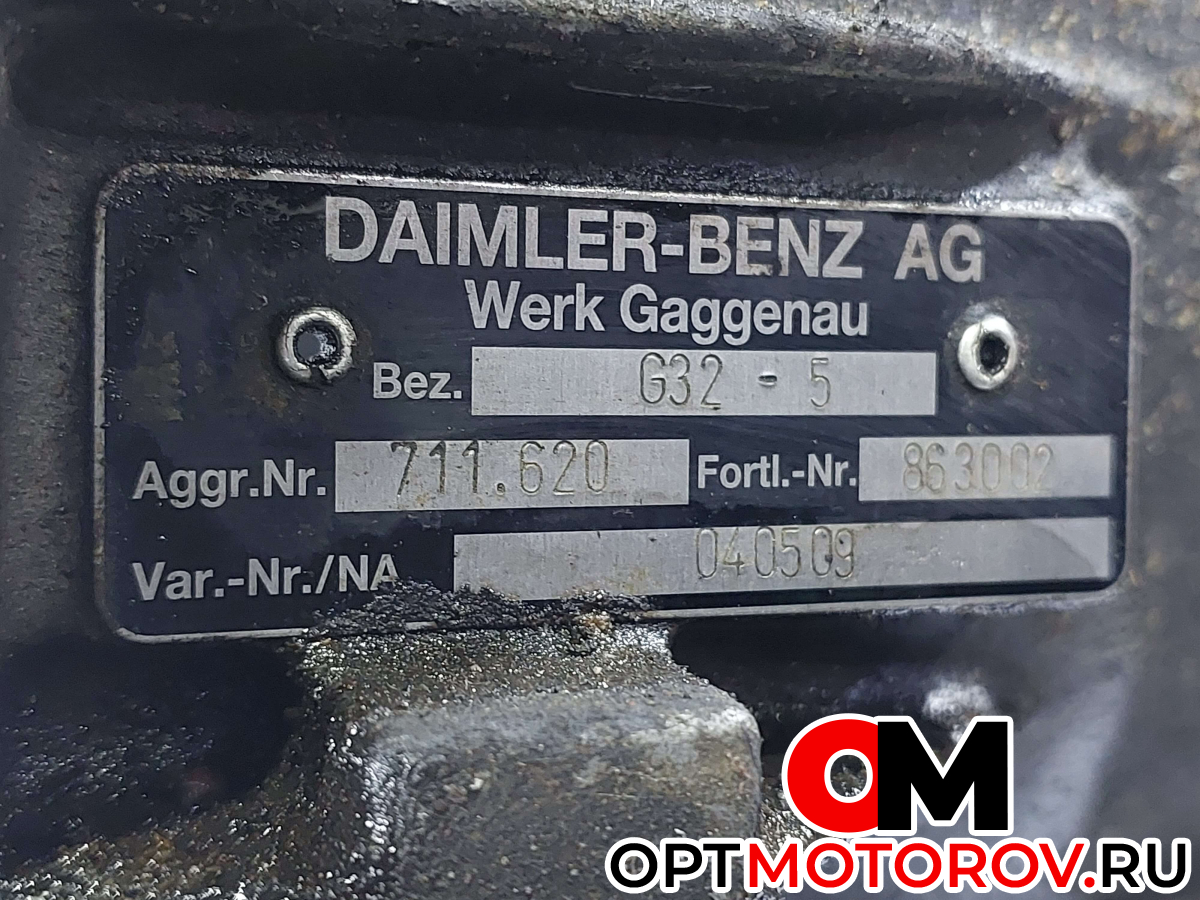 DAIMLER-BENZ AG
Werk Gaggenau
Bez. G32 - 5
Aggr.Nr. 711.620 Fortl.-Nr. 863002
Var.-Nr./NA 040509
ОМ
OPTMOTOROV.RU